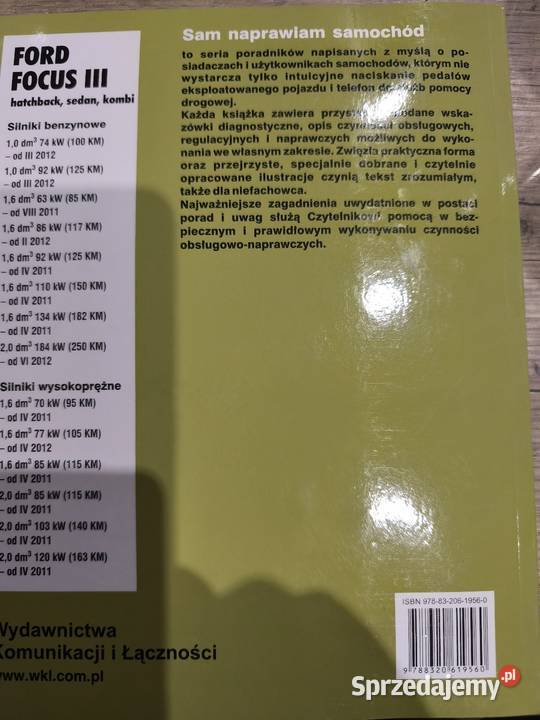 FORD
FOCUS III
hatchback, sedan, kombi
Silniki benzynowe
1,0 dm³ 74 kW (100 KM)
– od III 2012
1,0 dm³ 92 kW (125 KM)
– od III 2012
1,6 dm³ 63 kW (85 KM)
– od VIII 2011
1,6 dm³ 86 kW (117 KM)
– od II 2012
1,6 dm³ 92 kW (125 KM)
– od IV 2011
1,6 dm³ 110 kW (150 KM)
– od IV 2011
1,6 dm³ 134 kW (182 KM)
– od IV 2011
2,0 dm³ 184 kW (250 KM)
– od VI 2012
Silniki wysokoprężne
1,6 dm³ 70 kW (95 KM)
– od IV 2011
1,6 dm³ 77 kW (105 KM)
– od IV 2012
1,6 dm³ 85 kW (115 KM)
– od IV 2011
2,0 dm³ 85 kW (115 KM)
– od IV 2011
2,0 dm³ 103 kW (140 KM)
– od IV 2011
2,0 dm³ 120 kW (163 KM)
– od IV 2011
Sam naprawiam samochód
to seria poradników napisanych z myślą o po-
siadaczach i użytkownikach samochodów, którym nie
wystarcza tylko intuicyjne naciskanie pedałów
eksploatowanego pojazdu i telefon do służb pomocy
drogowej.
Każda książka zawiera przystępnie podane wska-
zówki diagnostyczne, opis czynności obsługowych,
regulacyjnych i naprawczych możliwych do wyko-
nania we własnym zakresie. Zwięzła praktyczna forma
oraz przejrzyste, specjalnie dobrane i czytelnie
opracowane ilustracje czynią tekst zrozumiałym,
także dla niefachowca.
Najważniejsze zagadnienia uwydatnione w postaci
porad i uwag służą Czytelnikowi pomocą w bez-
piecznym i prawidłowym wykonywaniu czynności
obsługowo-naprawczych.
Wydawnictwa
Komunikacji i Łączności
www.wkl.com.pl
ISBN 978-83-206-1956-0
9 788320 619560
Sprzedajemy.pl